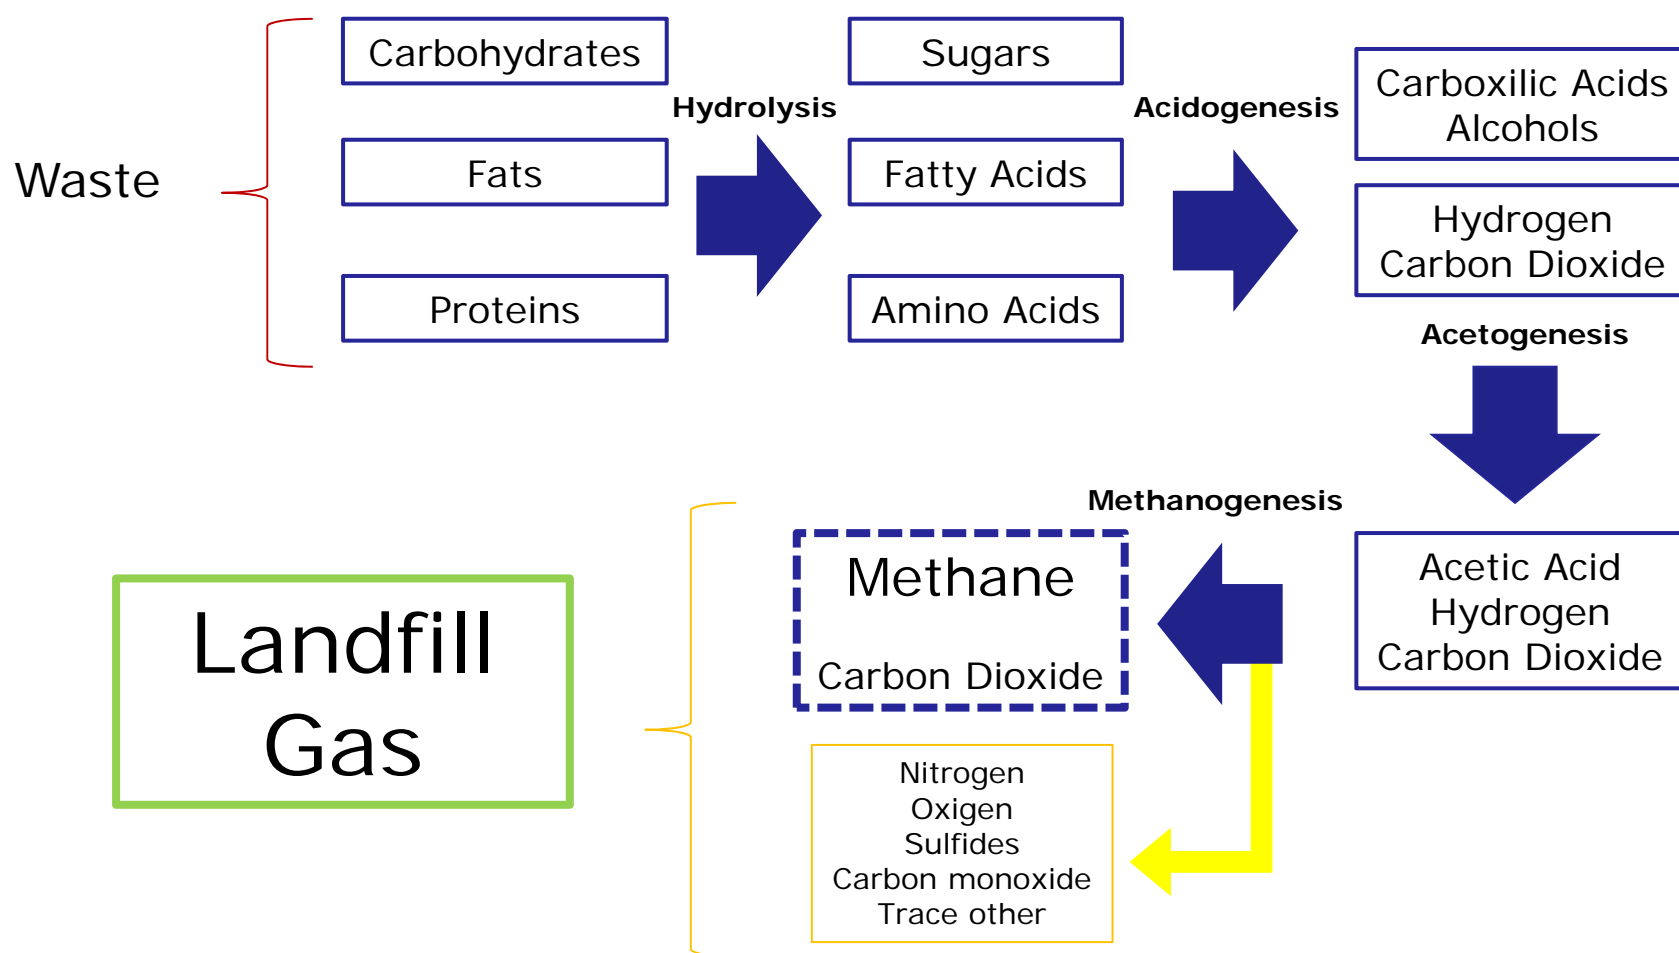 Waste
Carbohydrates
Fats
Proteins
Hydrolysis
Sugars
Fatty Acids
Amino Acids
Acidogenesis
Carboxilic Acids
Alcohols
Hydrogen
Carbon Dioxide
Acetogenesis
Acetic Acid
Hydrogen
Carbon Dioxide
Methanogenesis
Methane
Carbon Dioxide
Nitrogen
Oxigen
Sulfides
Carbon monoxide
Trace other
Landfill
Gas